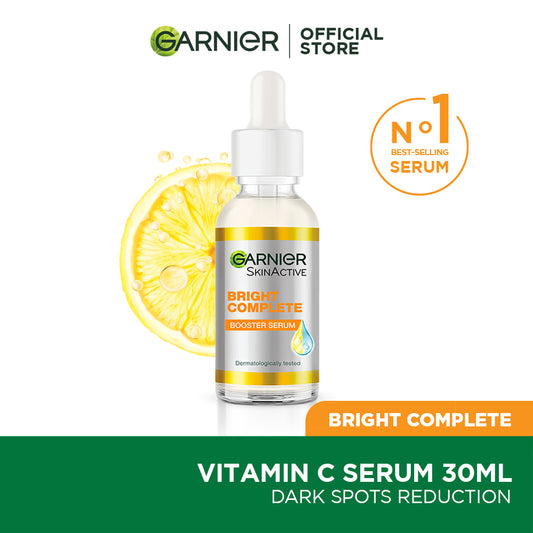 GARNIER
OFFICIAL
STORE
Nº1
BEST-SELLING
SERUM
GARNIER
SKINACTIVE
BRIGHT
COMPLETE
BOOSTER SERUM
Dermatologically tested
BRIGHT COMPLETE
VITAMIN C SERUM 30ML
DARK SPOTS REDUCTION